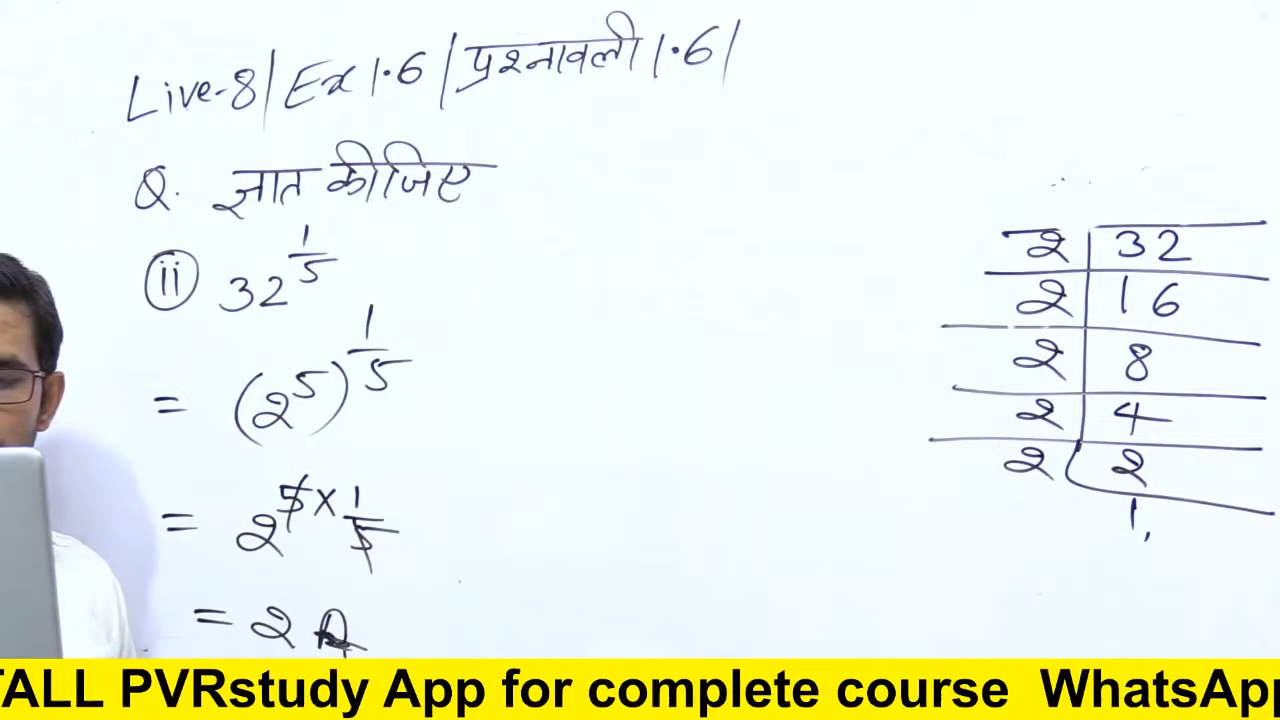 Live-8| Ex 1.6 | प्रश्नावली 1.6|
Q. ज्ञात कीजिए
(ii) 32^(1/5)
= (2^5)^(1/5)
= 2^(5×1/5)
= 2 A
2 | 32
2 | 16
2 | 8
2 | 4
2 | 2
1,
TALL PVRstudy App for complete course WhatsApp